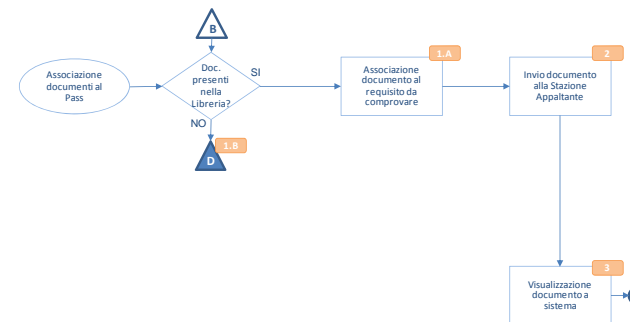 B
Associazione
documenti al
Pass
Doc.
presenti
nella
Libreria?
SI
NO
1.B
D
1.A
Associazione
documento al
requisito da
comprovare
2
Invio documento
alla Stazione
Appaltante
3
Visualizzazione
documento a
sistema